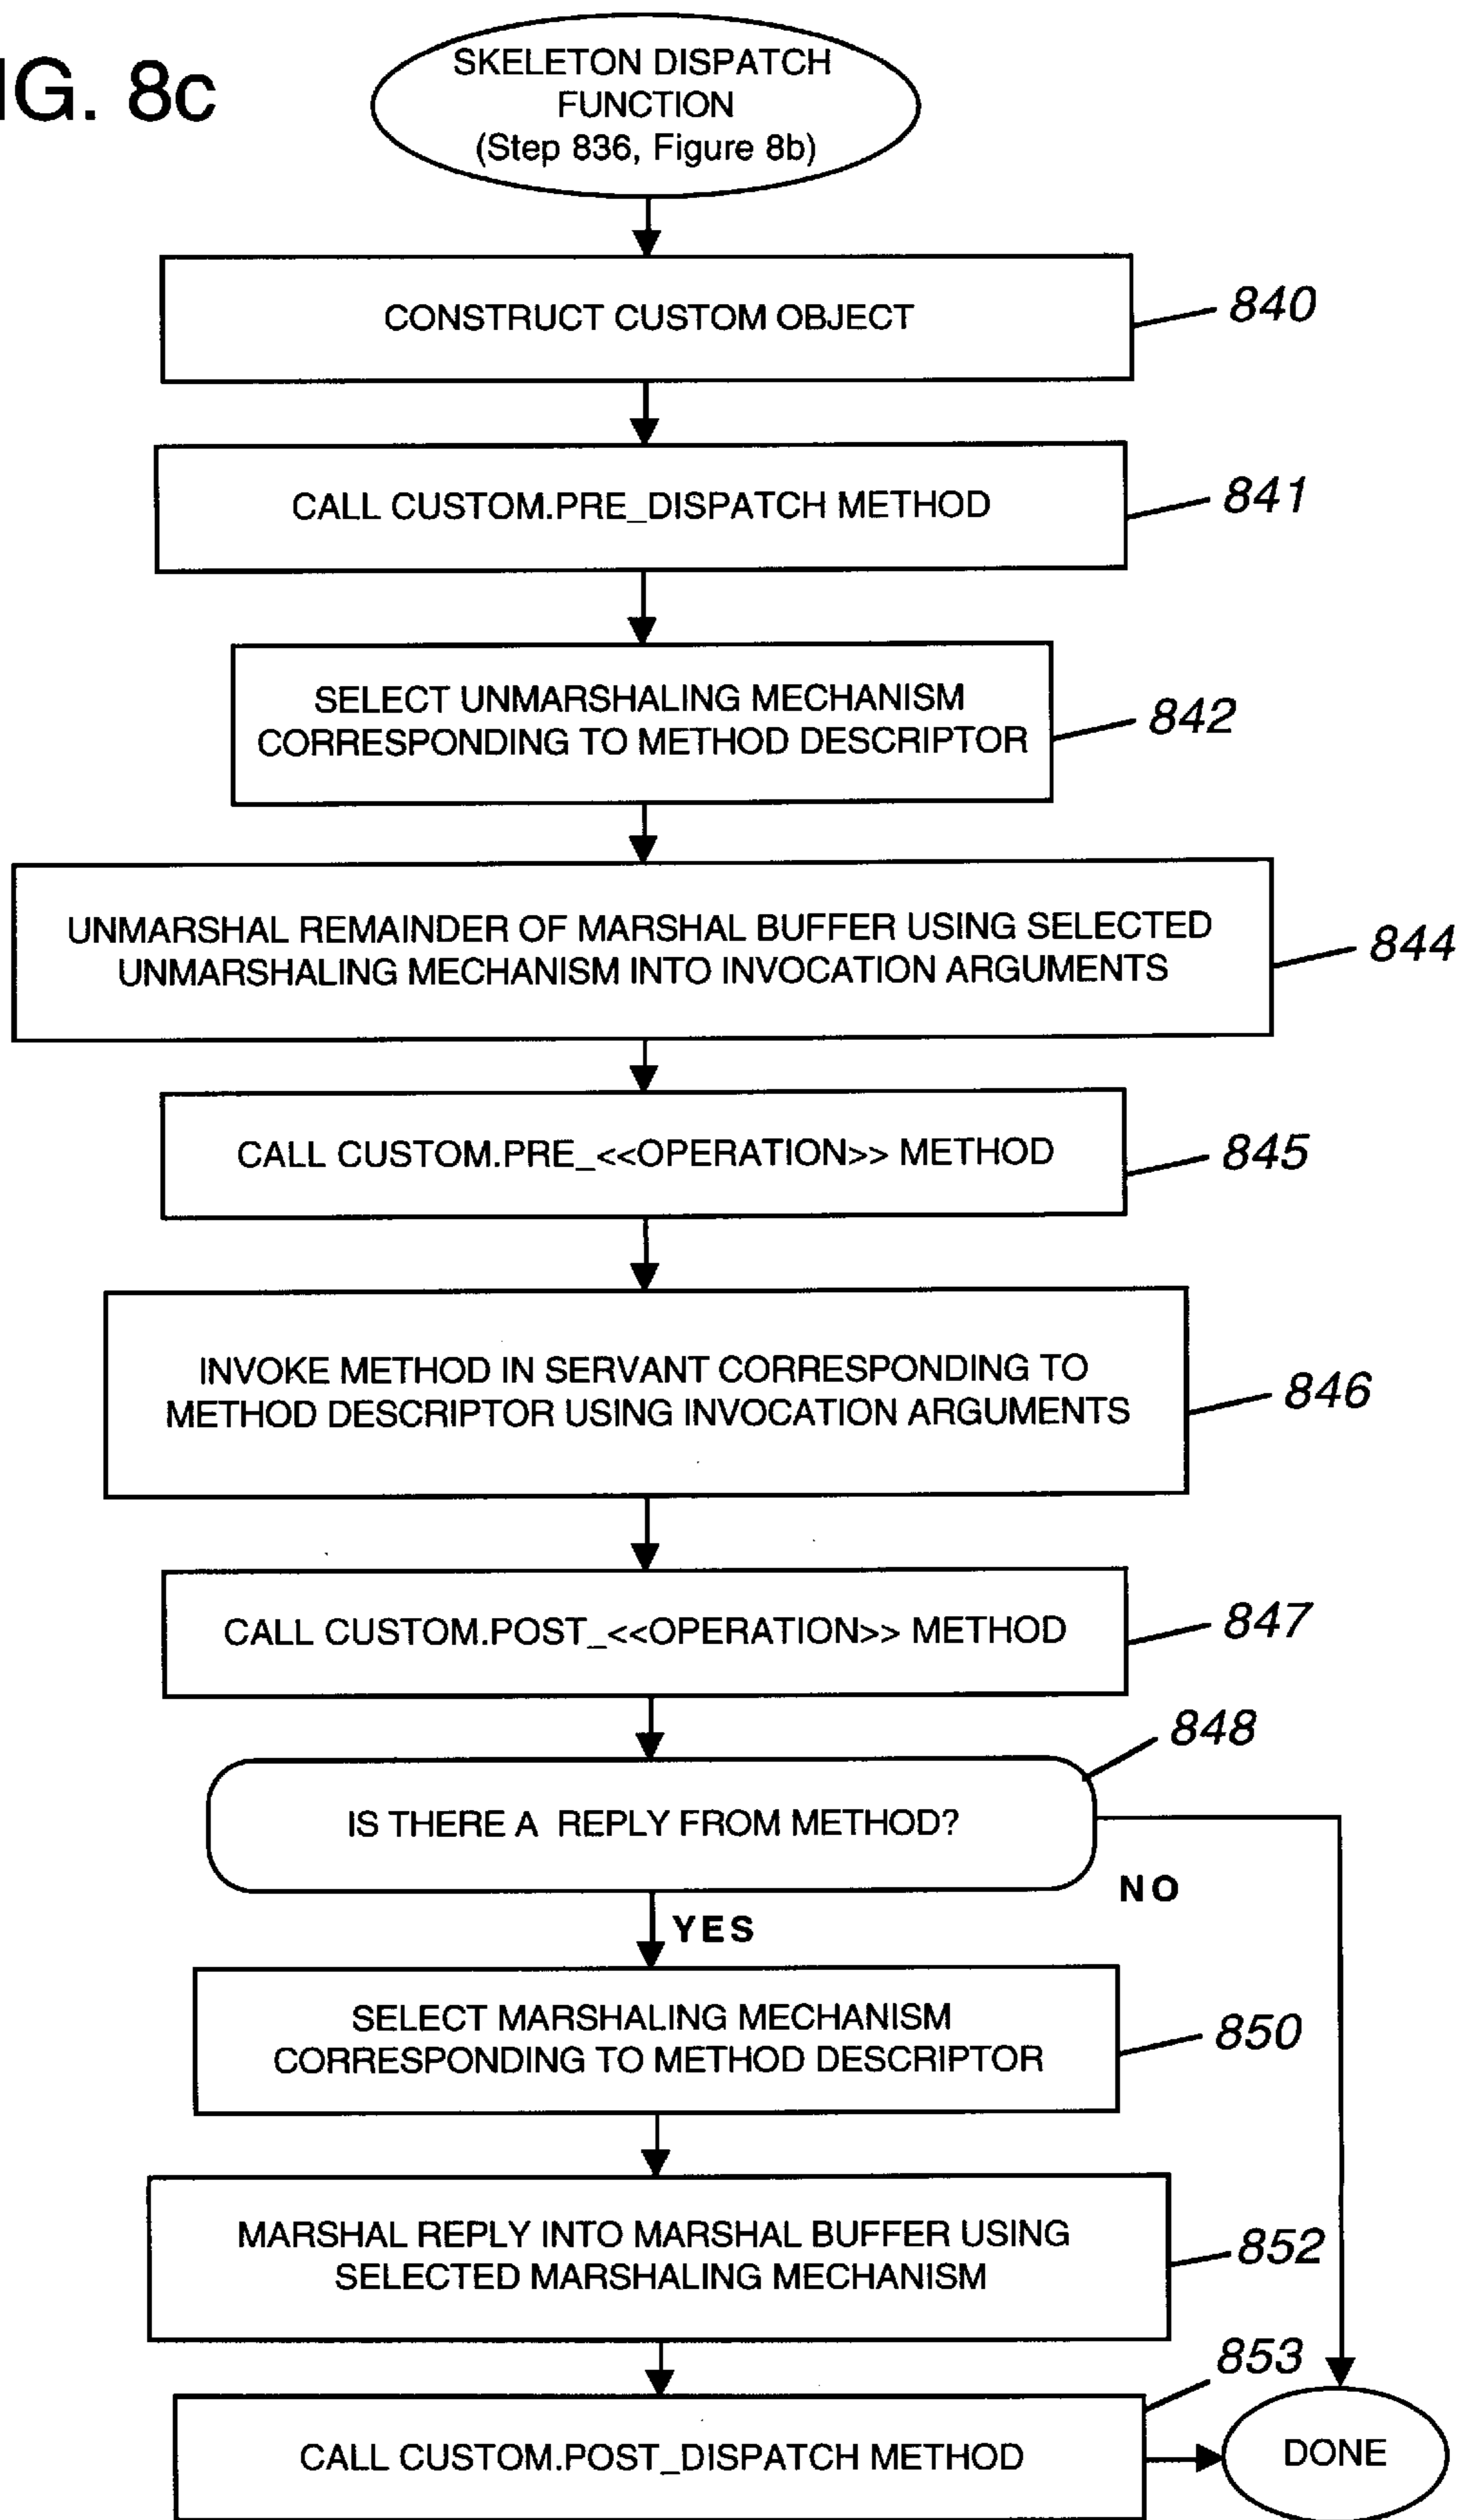 IG. 8c
SKELETON DISPATCH
FUNCTION
(Step 836, Figure 8b)
CONSTRUCT CUSTOM OBJECT
840
CALL CUSTOM.PRE_DISPATCH METHOD
841
SELECT UNMARSHALING MECHANISM
CORRESPONDING TO METHOD DESCRIPTOR
842
UNMARSHAL REMAINDER OF MARSHAL BUFFER USING SELECTED
UNMARSHALING MECHANISM INTO INVOCATION ARGUMENTS
844
CALL CUSTOM.PRE_<<OPERATION>> METHOD
845
INVOKE METHOD IN SERVANT CORRESPONDING TO
METHOD DESCRIPTOR USING INVOCATION ARGUMENTS
846
CALL CUSTOM.POST_<<OPERATION>> METHOD
847
848
IS THERE A REPLY FROM METHOD?
NO
YES
SELECT MARSHALING MECHANISM
CORRESPONDING TO METHOD DESCRIPTOR
850
MARSHAL REPLY INTO MARSHAL BUFFER USING
SELECTED MARSHALING MECHANISM
852
853
CALL CUSTOM.POST_DISPATCH METHOD
DONE